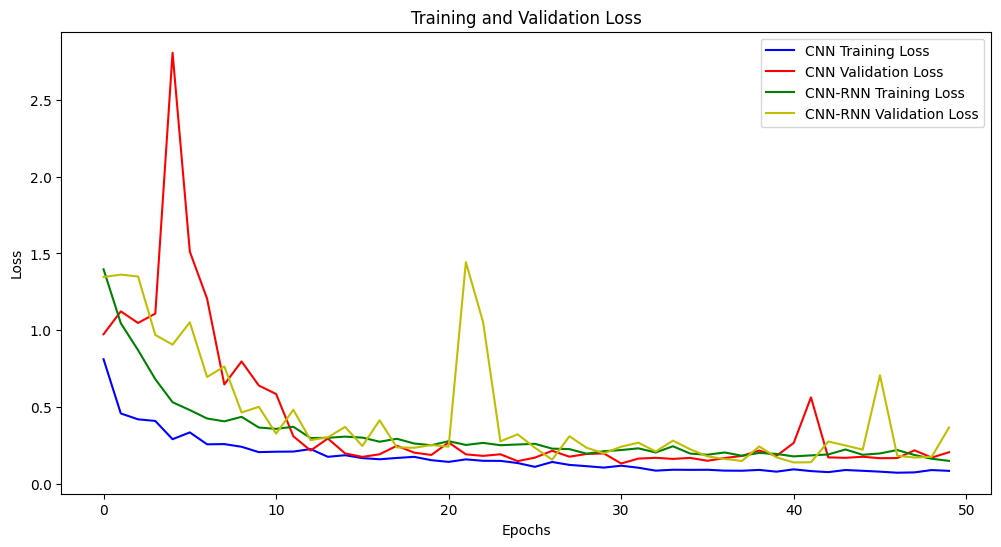 Training and Validation Loss
CNN Training Loss
CNN Validation Loss
CNN-RNN Training Loss
CNN-RNN Validation Loss
Loss
2.5
2.0
1.5
1.0
0.5
0.0
0
10
20
30
40
50
Epochs